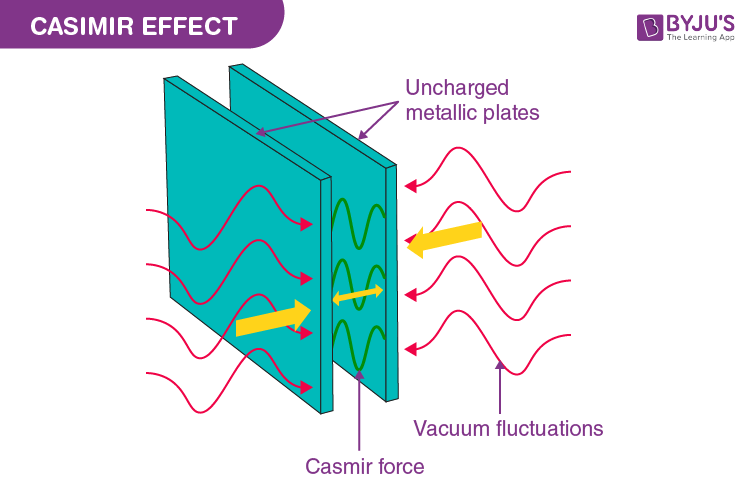 CASIMIR EFFECT
BYJU'S
The Learning App
Uncharged
metallic plates
Vacuum fluctuations
Casmir force